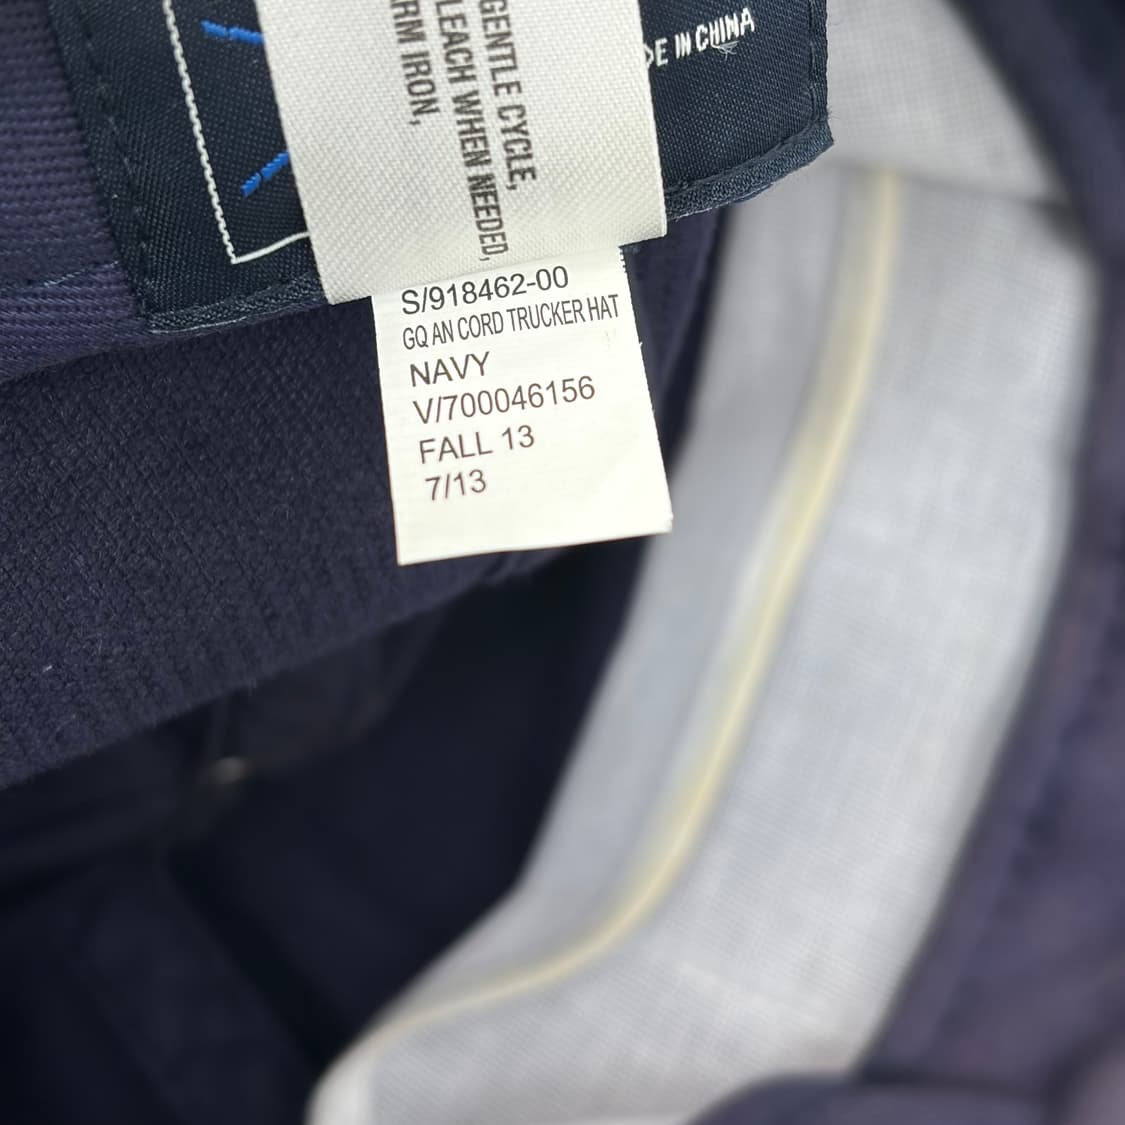 GENTLE CYCLE,
LEACH WHEN NEEDED,
RM IRON,
DE IN CHINA
S/918462-00
GQ AN CORD TRUCKER HAT
NAVY
V/700046156
FALL 13
7/13